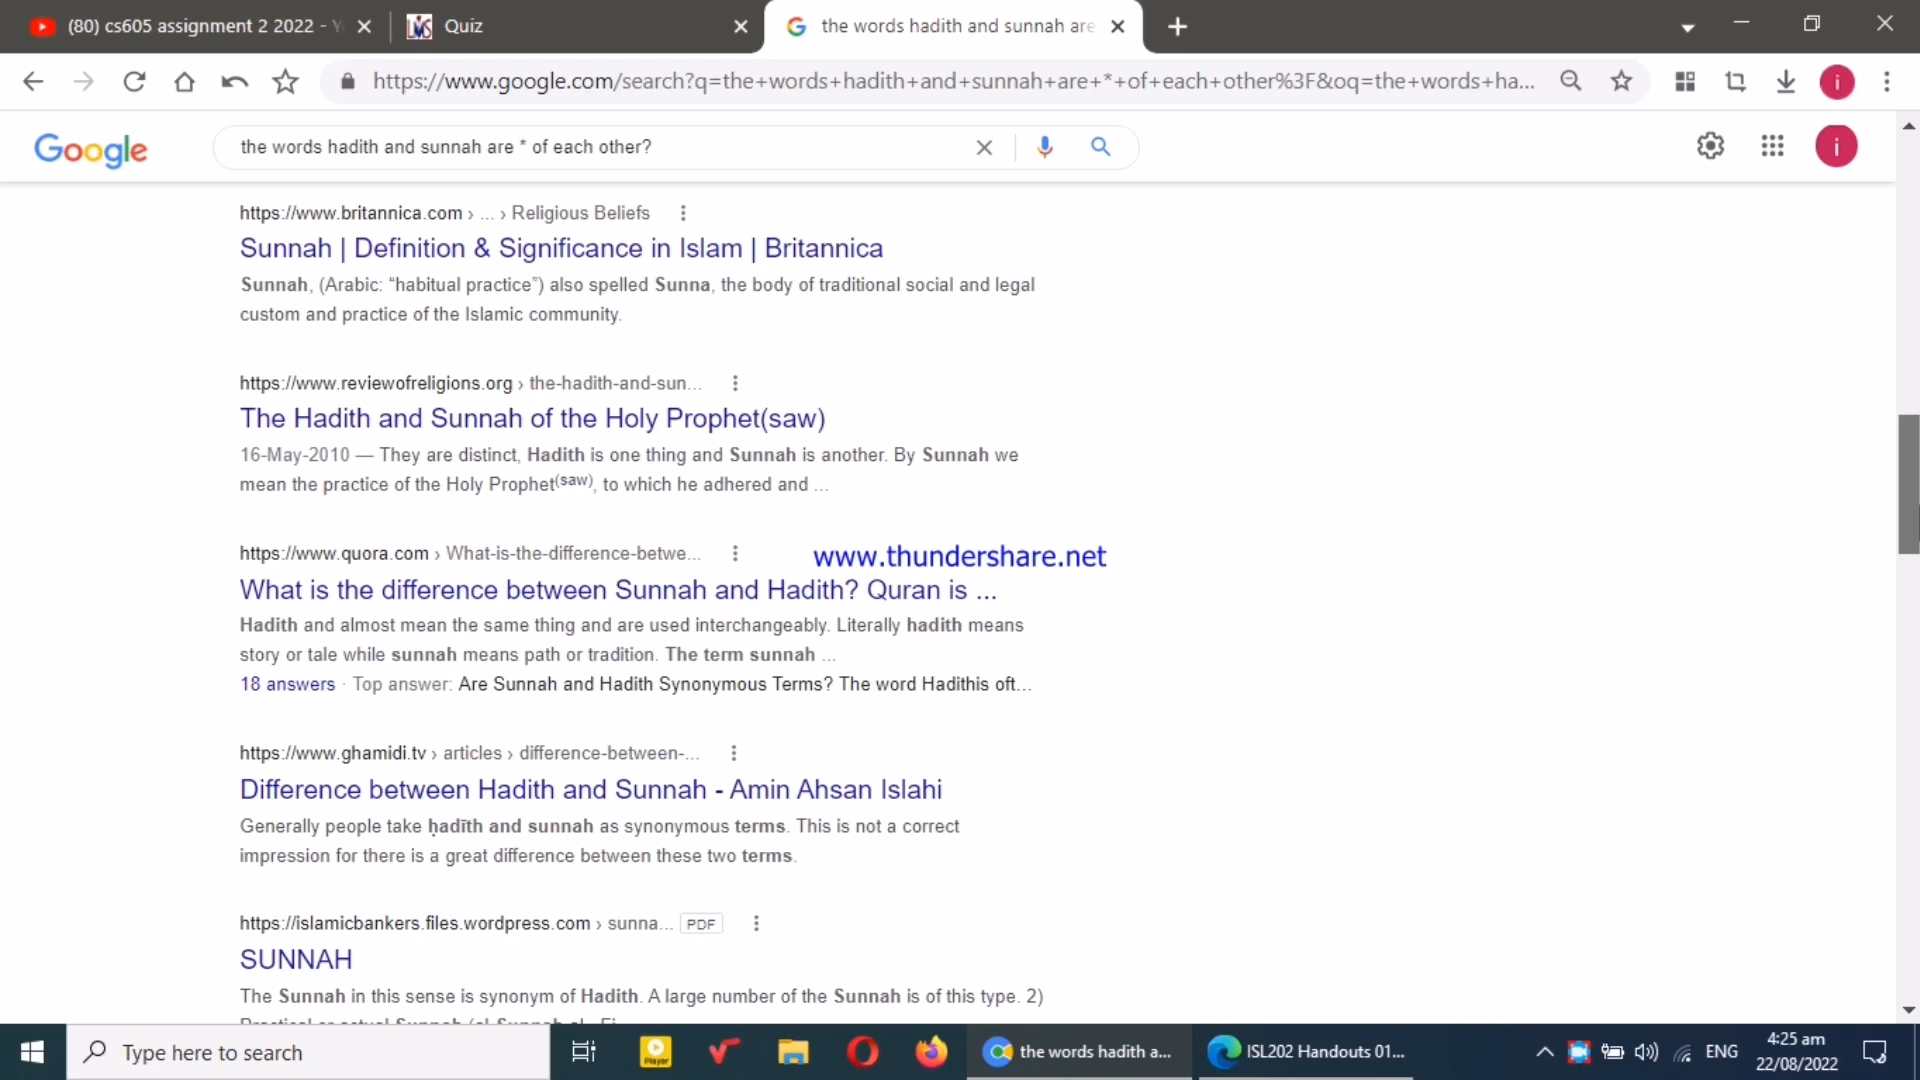 (80) cs605 assignment 2 2022 -
Quiz
the words hadith and sunnah are
https://www.google.com/search?q=the+words+hadith+and+sunnah+are+*+of+each+other%3F&oq=the+words+ha...
i
Google
the words hadith and sunnah are * of each other?
i
https://www.britannica.com › ... › Religious Beliefs
Sunnah | Definition & Significance in Islam | Britannica
Sunnah, (Arabic: “habitual practice”) also spelled Sunna, the body of traditional social and legal
custom and practice of the Islamic community.
https://www.reviewofreligions.org › the-hadith-and-sun...
The Hadith and Sunnah of the Holy Prophet(saw)
16-May-2010 — They are distinct, Hadith is one thing and Sunnah is another. By Sunnah we
mean the practice of the Holy Prophet(saw), to which he adhered and ...
https://www.quora.com › What-is-the-difference-betwe...
www.thundershare.net
What is the difference between Sunnah and Hadith? Quran is ...
Hadith and almost mean the same thing and are used interchangeably. Literally hadith means
story or tale while sunnah means path or tradition. The term sunnah ...
18 answers · Top answer: Are Sunnah and Hadith Synonymous Terms? The word Hadithis oft...
https://www.ghamidi.tv › articles › difference-between-...
Difference between Hadith and Sunnah - Amin Ahsan Islahi
Generally people take ḥadīth and sunnah as synonymous terms. This is not a correct
impression for there is a great difference between these two terms.
https://islamicbankers.files.wordpress.com › sunna... PDF
SUNNAH
The Sunnah in this sense is synonym of Hadith. A large number of the Sunnah is of this type. 2)
Type here to search
Player
the words hadith a...
ISL202 Handouts 01...
ENG
4:25 am
22/08/2022